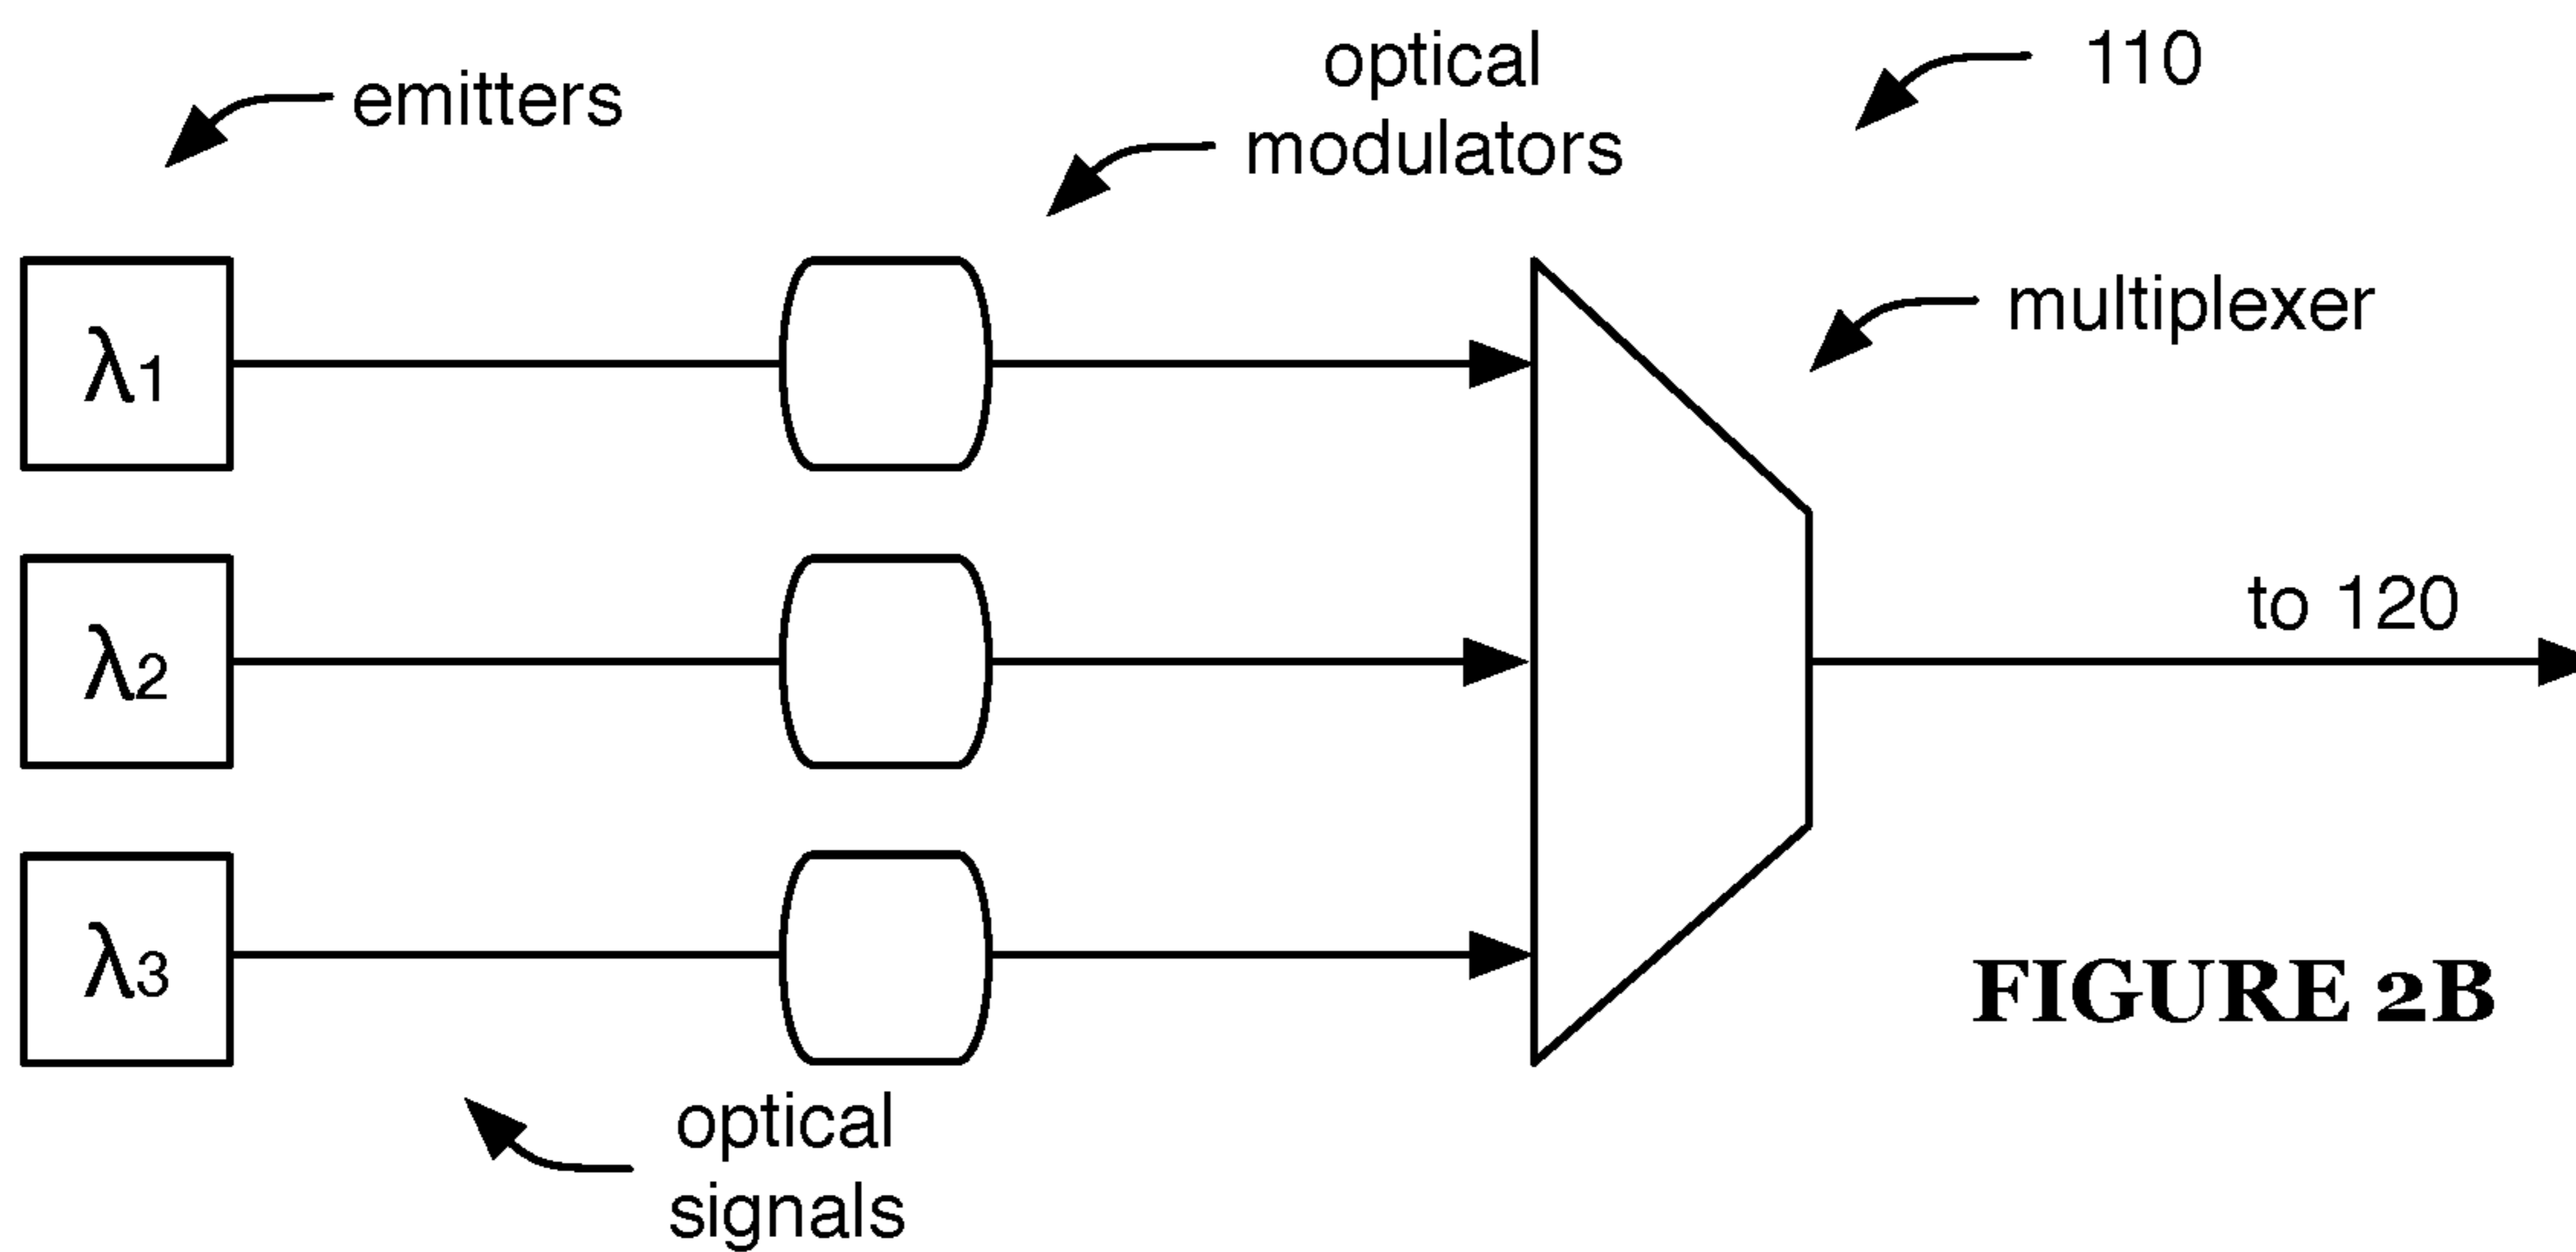 emitters
optical
modulators
110
multiplexer
λ1
λ2
λ3
to 120
optical
signals
FIGURE 2B